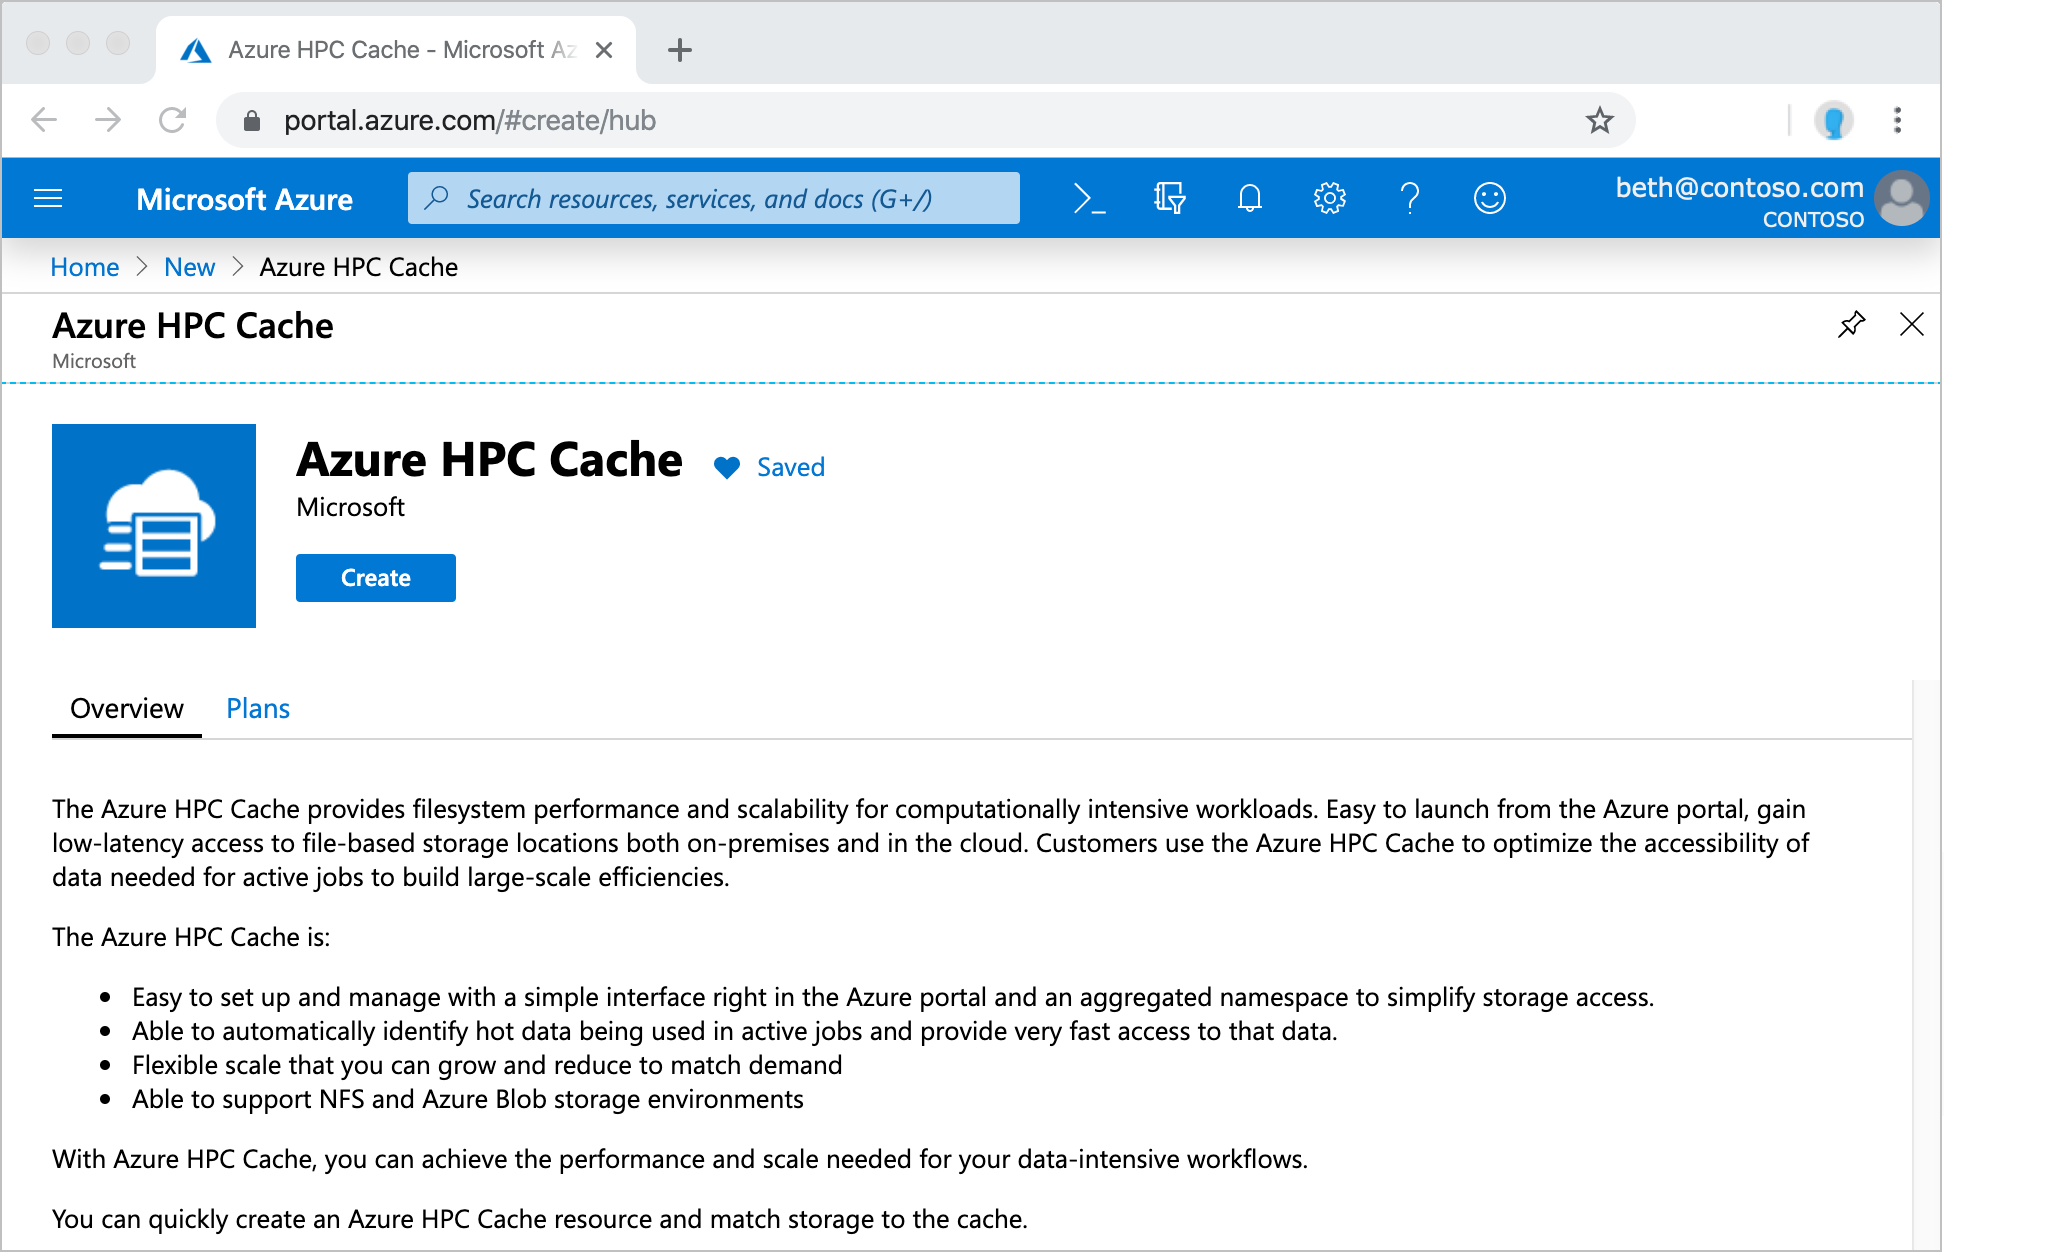 Azure HPC Cache - Microsoft Az
portal.azure.com/#create/hub
Microsoft Azure
Search resources, services, and docs (G+/)
beth@contoso.com
CONTOSO
Home > New > Azure HPC Cache
Azure HPC Cache
Microsoft
Azure HPC Cache
Saved
Microsoft
Create
Overview
Plans
The Azure HPC Cache provides filesystem performance and scalability for computationally intensive workloads. Easy to launch from the Azure portal, gain
low-latency access to file-based storage locations both on-premises and in the cloud. Customers use the Azure HPC Cache to optimize the accessibility of
data needed for active jobs to build large-scale efficiencies.
The Azure HPC Cache is:
• Easy to set up and manage with a simple interface right in the Azure portal and an aggregated namespace to simplify storage access.
• Able to automatically identify hot data being used in active jobs and provide very fast access to that data.
• Flexible scale that you can grow and reduce to match demand
• Able to support NFS and Azure Blob storage environments
With Azure HPC Cache, you can achieve the performance and scale needed for your data-intensive workflows.
You can quickly create an Azure HPC Cache resource and match storage to the cache.